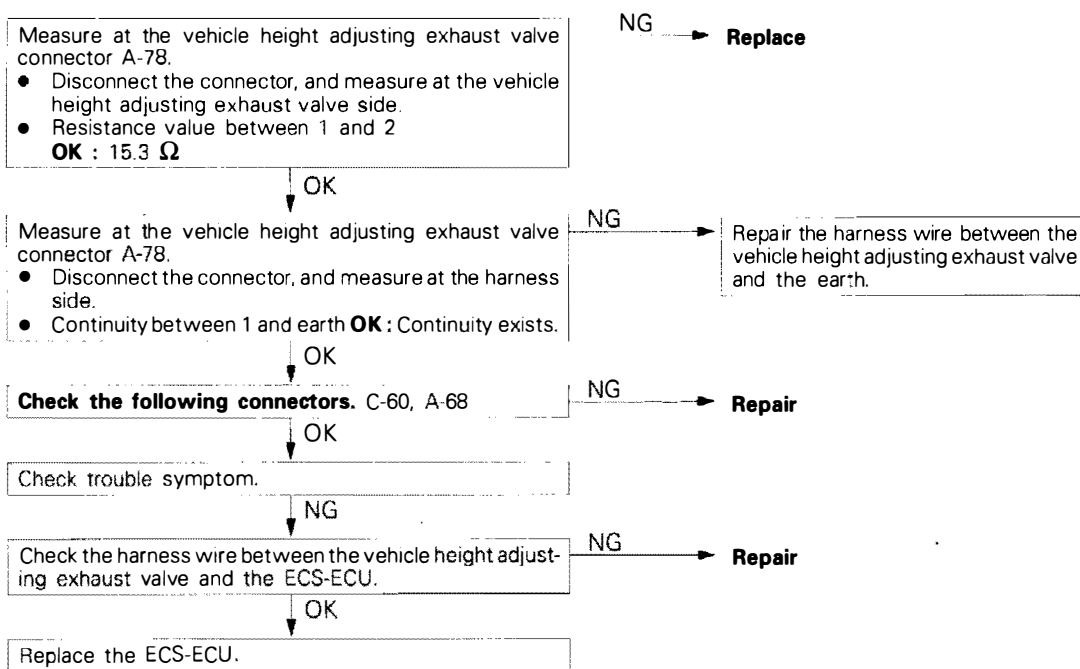 Measure at the vehicle height adjusting exhaust valve
connector A-78.
● Disconnect the connector, and measure at the vehicle
height adjusting exhaust valve side.
● Resistance value between 1 and 2
OK : 15.3 Ω
NG
Replace
OK
Measure at the vehicle height adjusting exhaust valve
connector A-78.
● Disconnect the connector, and measure at the harness
side.
● Continuity between 1 and earth OK : Continuity exists.
NG
Repair the harness wire between the
vehicle height adjusting exhaust valve
and the earth.
OK
Check the following connectors. C-60, A-68
NG
Repair
OK
Check trouble symptom.
NG
Check the harness wire between the vehicle height adjust-
ing exhaust valve and the ECS-ECU.
NG
Repair
OK
Replace the ECS-ECU.